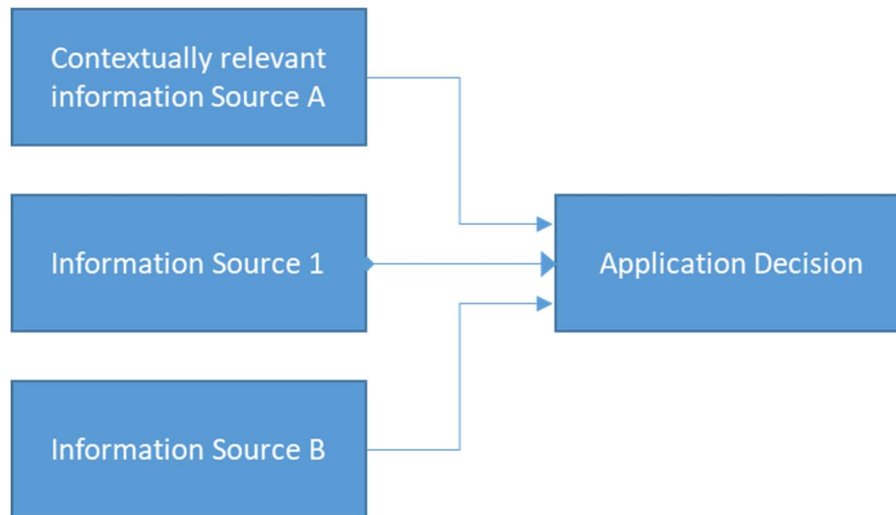 Contextually relevant
information Source A
Information Source 1
Application Decision
Information Source B